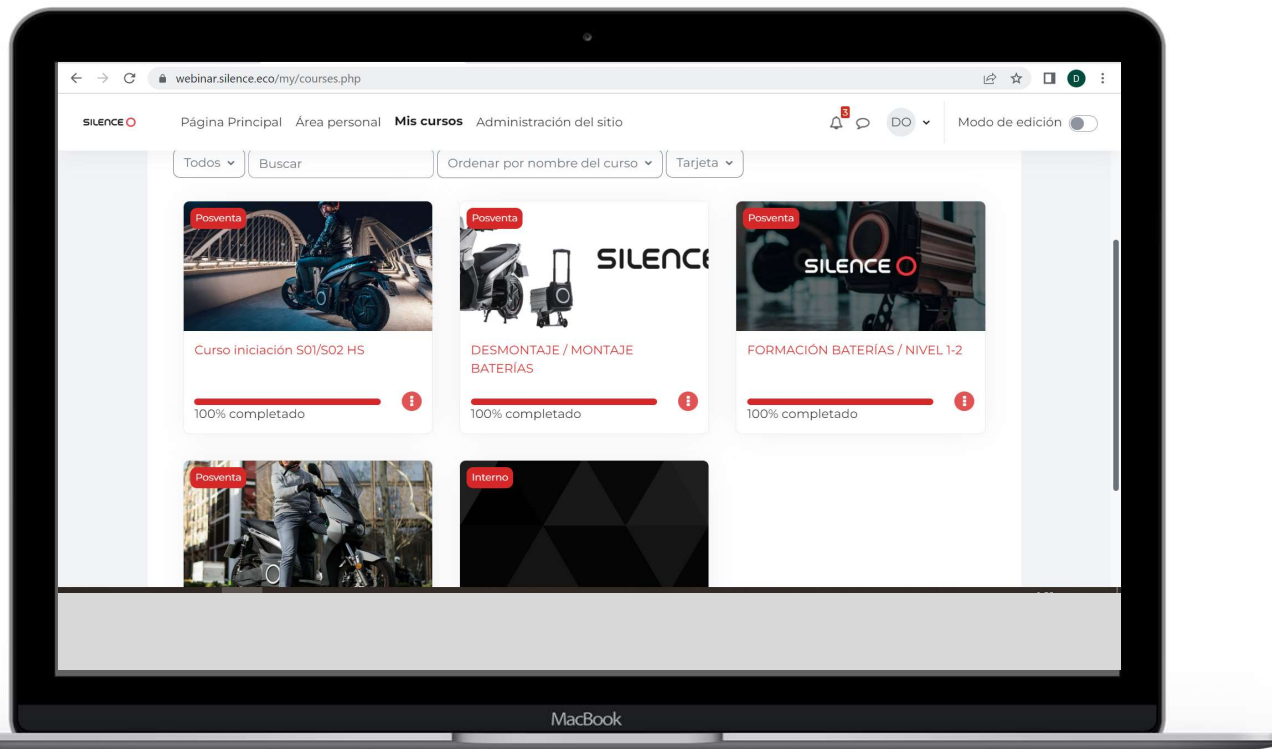 webinar.silence.eco/my/courses.php
D
SILENCE
Página Principal Área personal Mis cursos Administración del sitio
3
DO
Modo de edición
Todos
Buscar
Ordenar por nombre del curso
Tarjeta
Posventa
Curso iniciación S01/S02 HS
100% completado
Posventa
SILENCE
DESMONTAJE / MONTAJE
BATERÍAS
100% completado
Posventa
SILENCE
FORMACIÓN BATERÍAS / NIVEL 1-2
100% completado
Posventa
Interno
MacBook